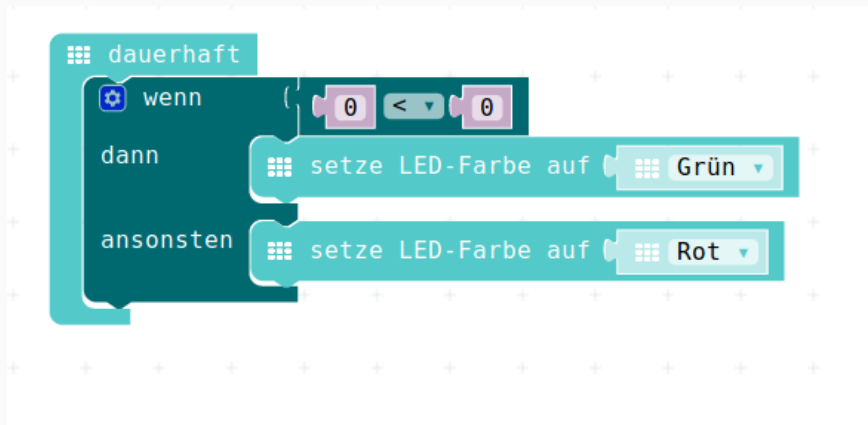 dauerhaft
wenn 0 < 0
dann setze LED-Farbe auf Grün
ansonsten setze LED-Farbe auf Rot